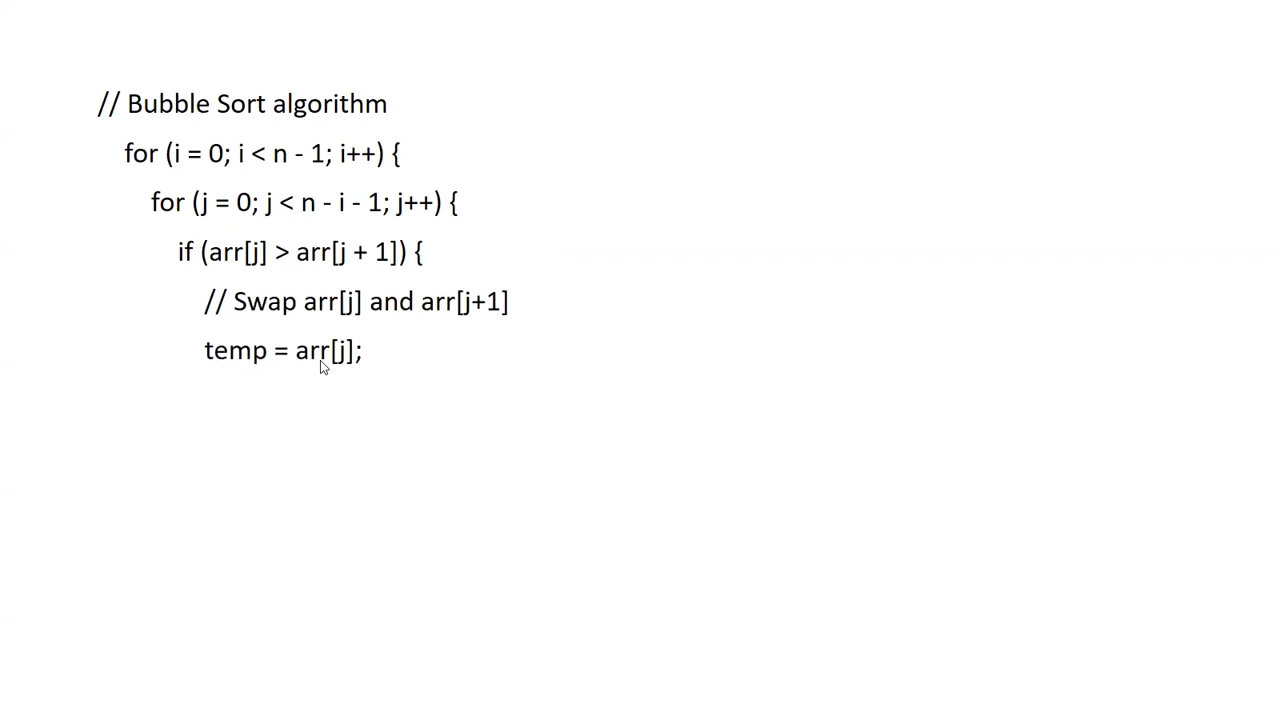 // Bubble Sort algorithm
for (i = 0; i < n - 1; i++) {
for (j = 0; j < n - i - 1; j++) {
if (arr[j] > arr[j + 1]) {
// Swap arr[j] and arr[j+1]
temp = arr[j];